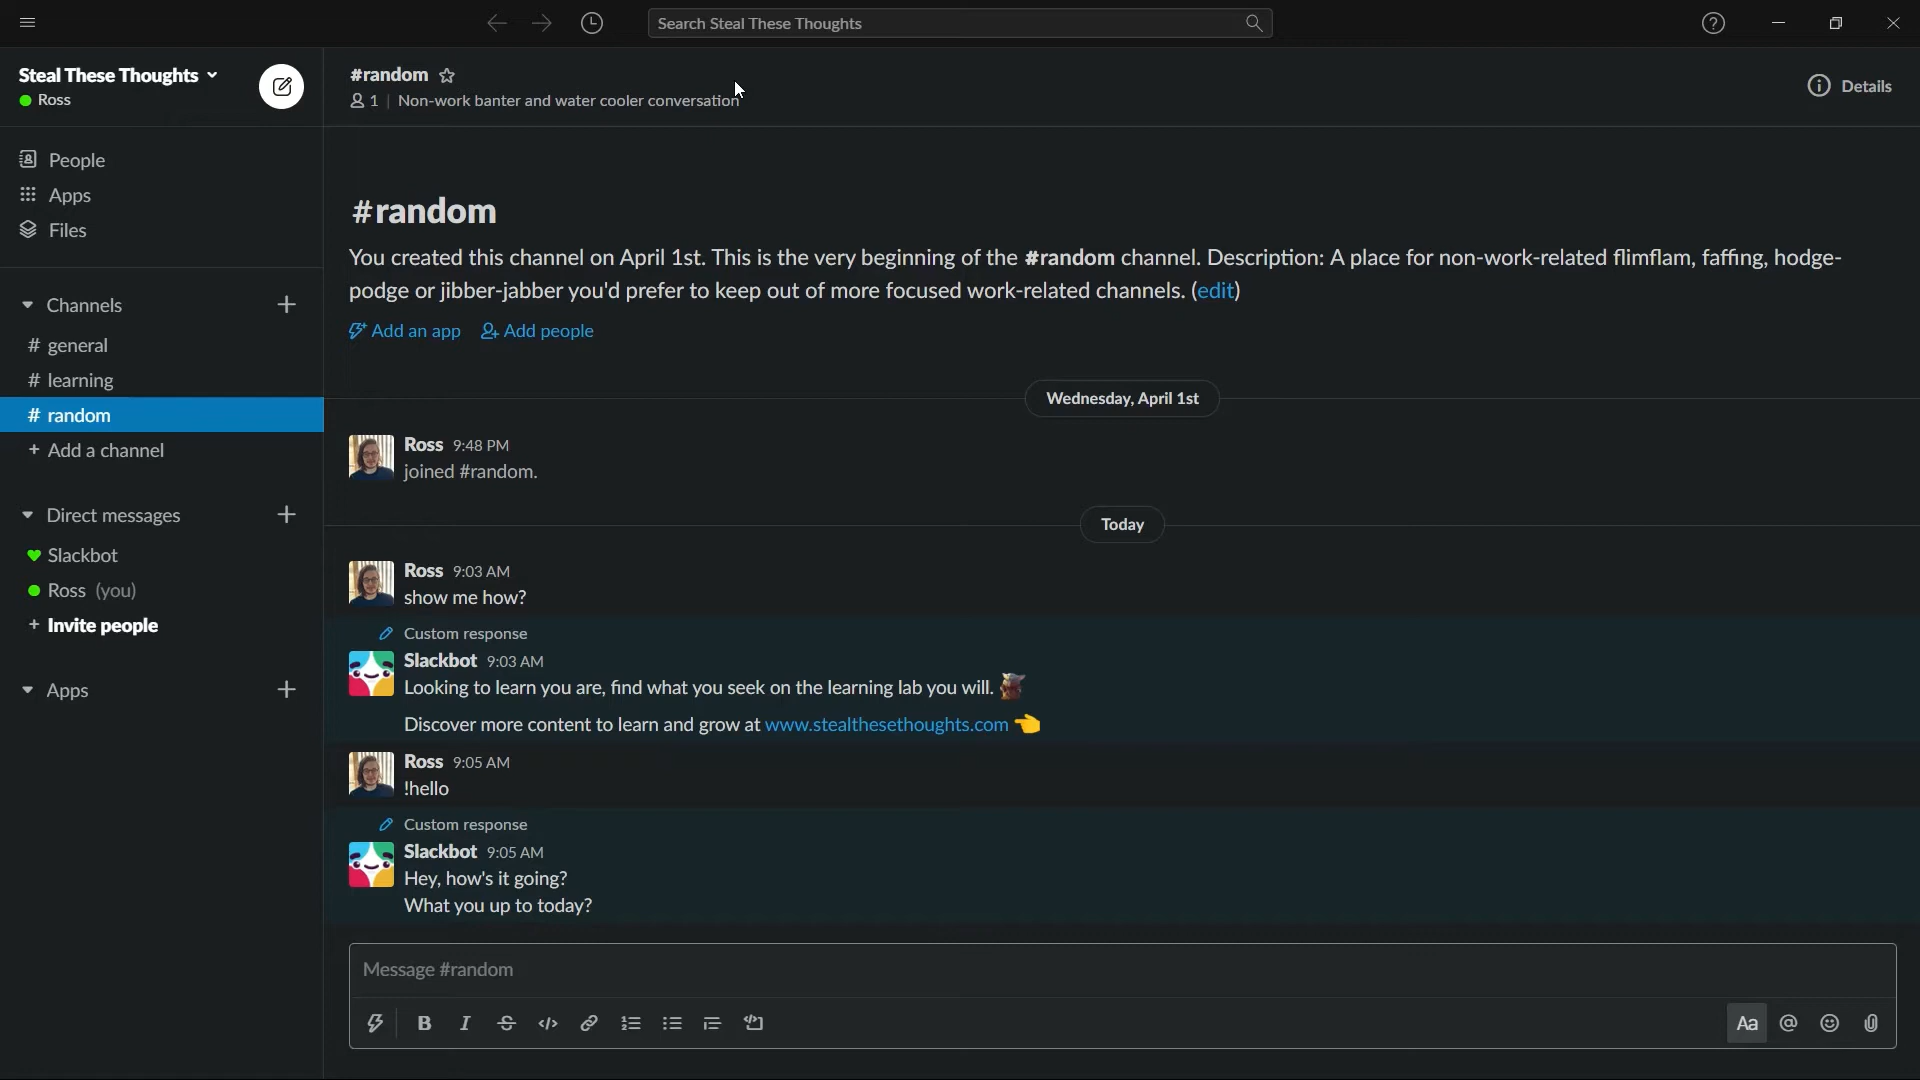 Search Steal These Thoughts
Steal These Thoughts
Ross
#random
1 | Non-work banter and water cooler conversation
Details
People
Apps
Files
Channels
# general
# learning
# random
+ Add a channel
Direct messages
Slackbot
Ross (you)
+ Invite people
Apps
#random
You created this channel on April 1st. This is the very beginning of the #random channel. Description: A place for non-work-related flimflam, faffing, hodge-
podge or jibber-jabber you'd prefer to keep out of more focused work-related channels. (edit)
Add an app Add people
Wednesday, April 1st
Ross 9:48 PM
joined #random.
Today
Ross 9:03 AM
show me how?
Custom response
Slackbot 9:03 AM
Looking to learn you are, find what you seek on the learning lab you will.
Discover more content to learn and grow at www.stealthesethoughts.com
Ross 9:05 AM
!hello
Custom response
Slackbot 9:05 AM
Hey, how's it going?
What you up to today?
Message #random
B I S </> Aa @